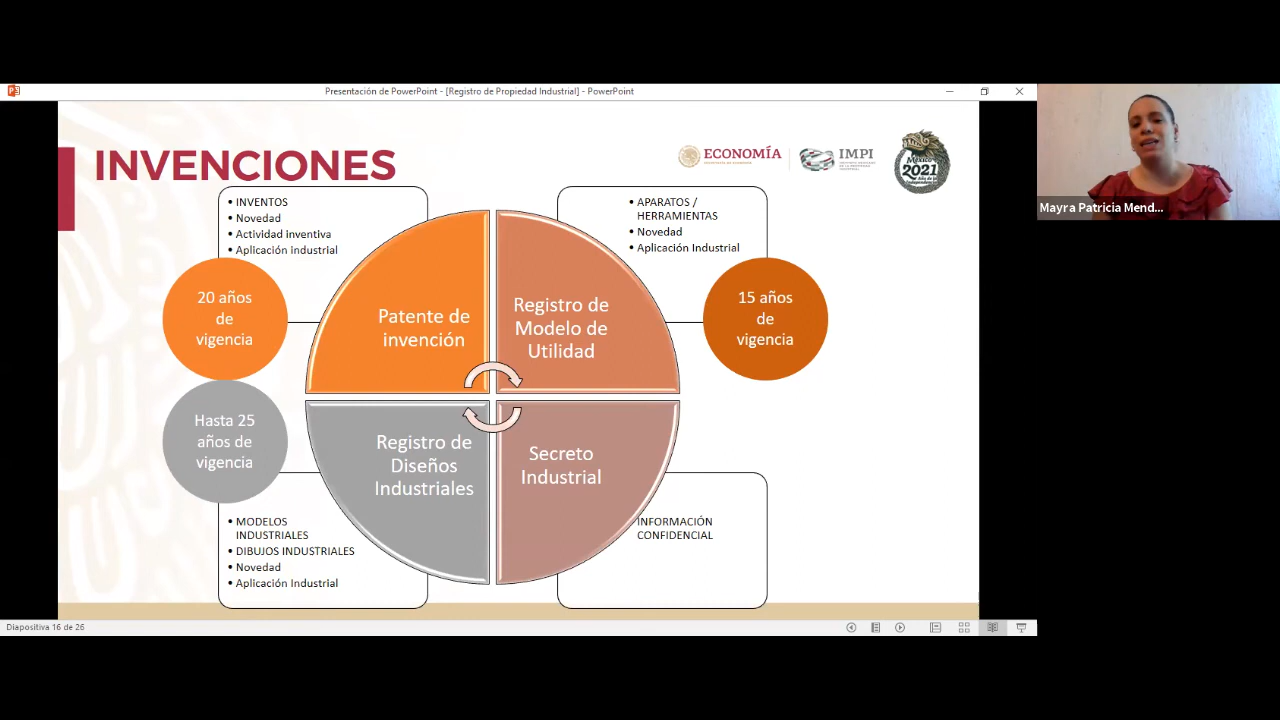 Presentación de PowerPoint - [Registro de Propiedad Industrial] - PowerPoint
INVENCIONES
ECONOMÍA
IMPI
México
2021
• INVENTOS
• Novedad
• Actividad inventiva
• Aplicación industrial
• APARATOS /
HERRAMIENTAS
• Novedad
• Aplicación Industrial
20 años
de
vigencia
Patente de
invención
Registro de
Modelo de
Utilidad
15 años
de
vigencia
Hasta 25
años de
vigencia
Registro de
Diseños
Industriales
Secreto
Industrial
• MODELOS
INDUSTRIALES
• DIBUJOS INDUSTRIALES
• Novedad
• Aplicación Industrial
INFORMACIÓN
CONFIDENCIAL
Diapositiva 16 de 26
Mayra Patricia Mend...